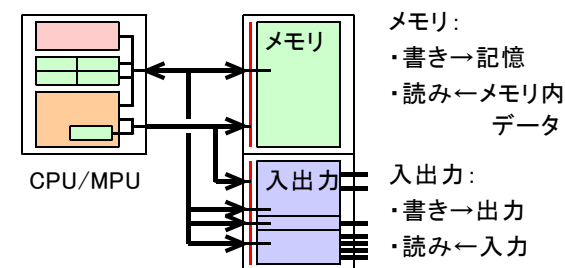 メモリ
CPU/MPU
入出力
メモリ:
・書き→記憶
・読み←メモリ内
データ
入出力:
・書き→出力
・読み←入力